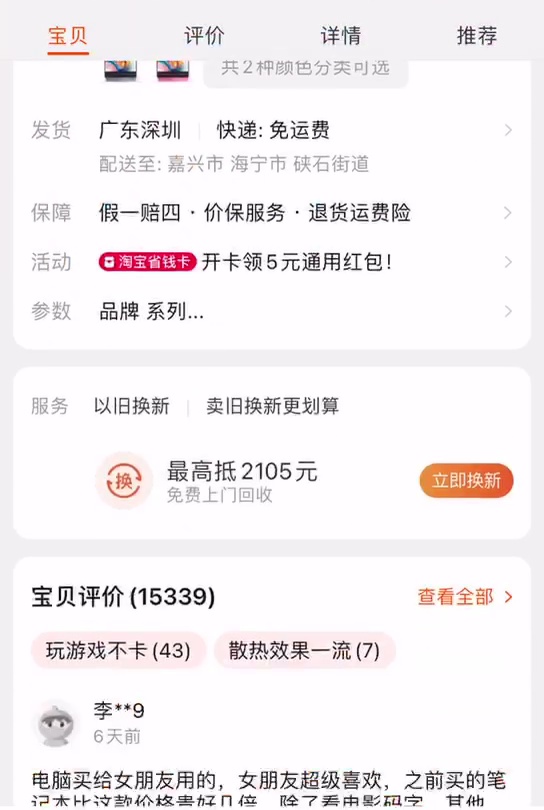 宝贝 评价 详情 推荐
共2种颜色分类可选
发货 广东深圳 快递: 免运费
配送至: 嘉兴市 海宁市 硖石街道
保障 假一赔四 · 价保服务 · 退货运费险
活动 淘宝省钱卡 开卡领5元通用红包!
参数 品牌 系列...
服务 以旧换新 卖旧换新更划算
换 最高抵2105元 立即换新
免费上门回收
宝贝评价(15339) 查看全部
玩游戏不卡(43) 散热效果一流(7)
李**9
6天前
电脑买给女朋友用的，女朋友超级喜欢，之前买的笔
记本比这款价格贵好几倍，除了看电影码字，其他